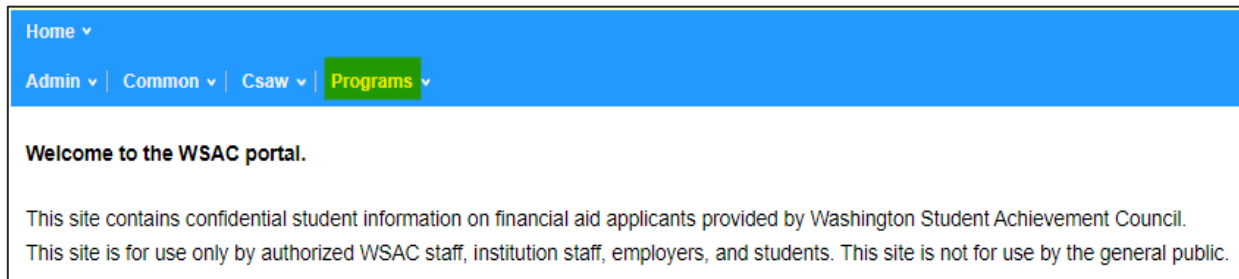 Home
Admin Common Csaw Programs
Welcome to the WSAC portal.
This site contains confidential student information on financial aid applicants provided by Washington Student Achievement Council.
This site is for use only by authorized WSAC staff, institution staff, employers, and students. This site is not for use by the general public.